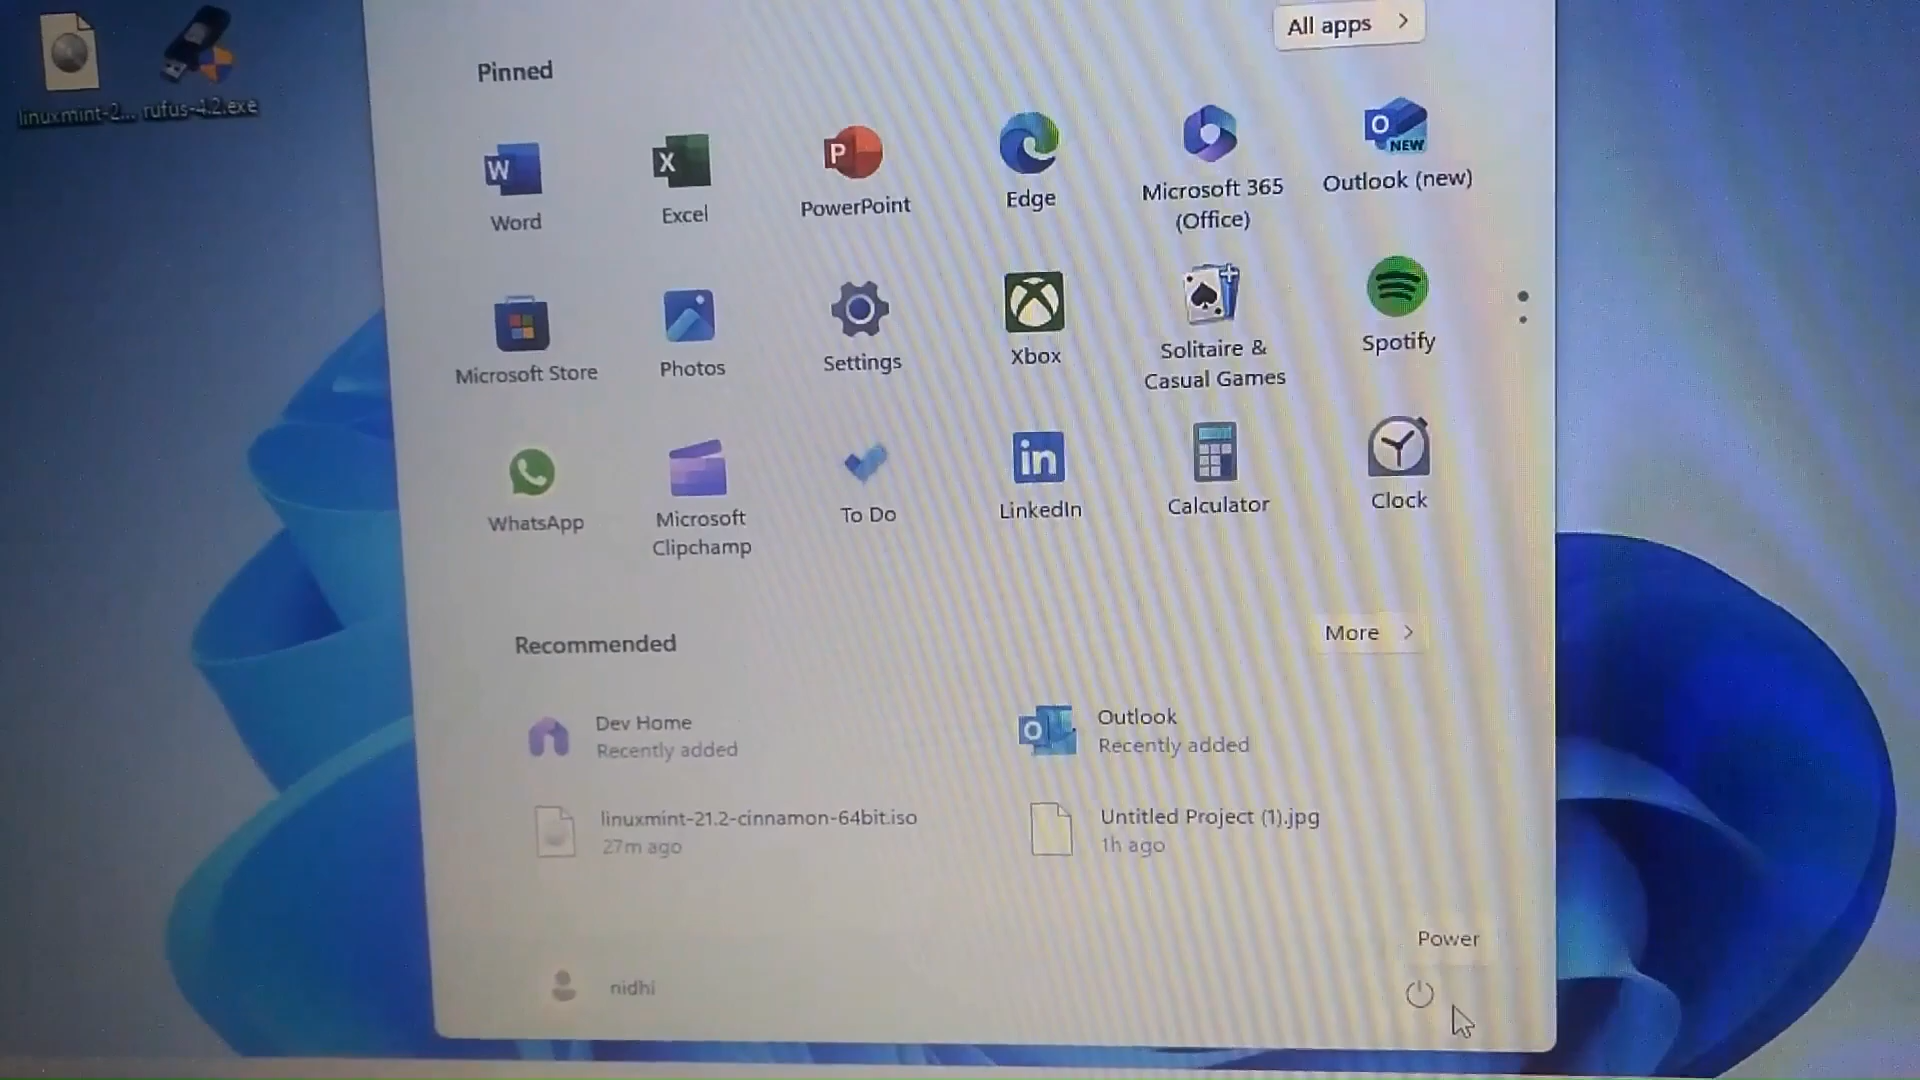 All apps >
Pinned
linuxmint-2... rufus-4.2.exe
W
X
P
O
NEW
Word
Excel
PowerPoint
Edge
Microsoft 365
(Office)
Outlook (new)
Microsoft Store
Photos
Settings
Xbox
Solitaire &
Casual Games
Spotify
in
WhatsApp
Microsoft
Clipchamp
To Do
LinkedIn
Calculator
Clock
Recommended
More >
Dev Home
Recently added
O
Outlook
Recently added
linuxmint-21.2-cinnamon-64bit.iso
27m ago
Untitled Project (1).jpg
1h ago
Power
nidhi